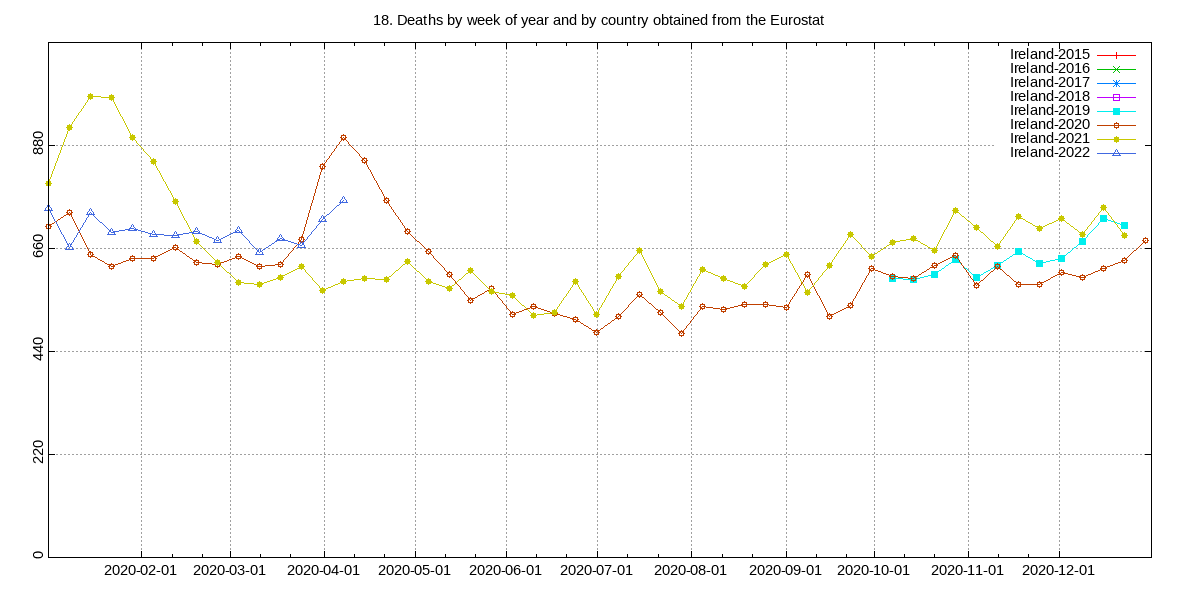 18. Deaths by week of year and by country obtained from the Eurostat
Ireland-2015
Ireland-2016
Ireland-2017
Ireland-2018
Ireland-2019
Ireland-2020
Ireland-2021
Ireland-2022
880
660
440
220
0
2020-02-01 2020-03-01 2020-04-01 2020-05-01 2020-06-01 2020-07-01 2020-08-01 2020-09-01 2020-10-01 2020-11-01 2020-12-01